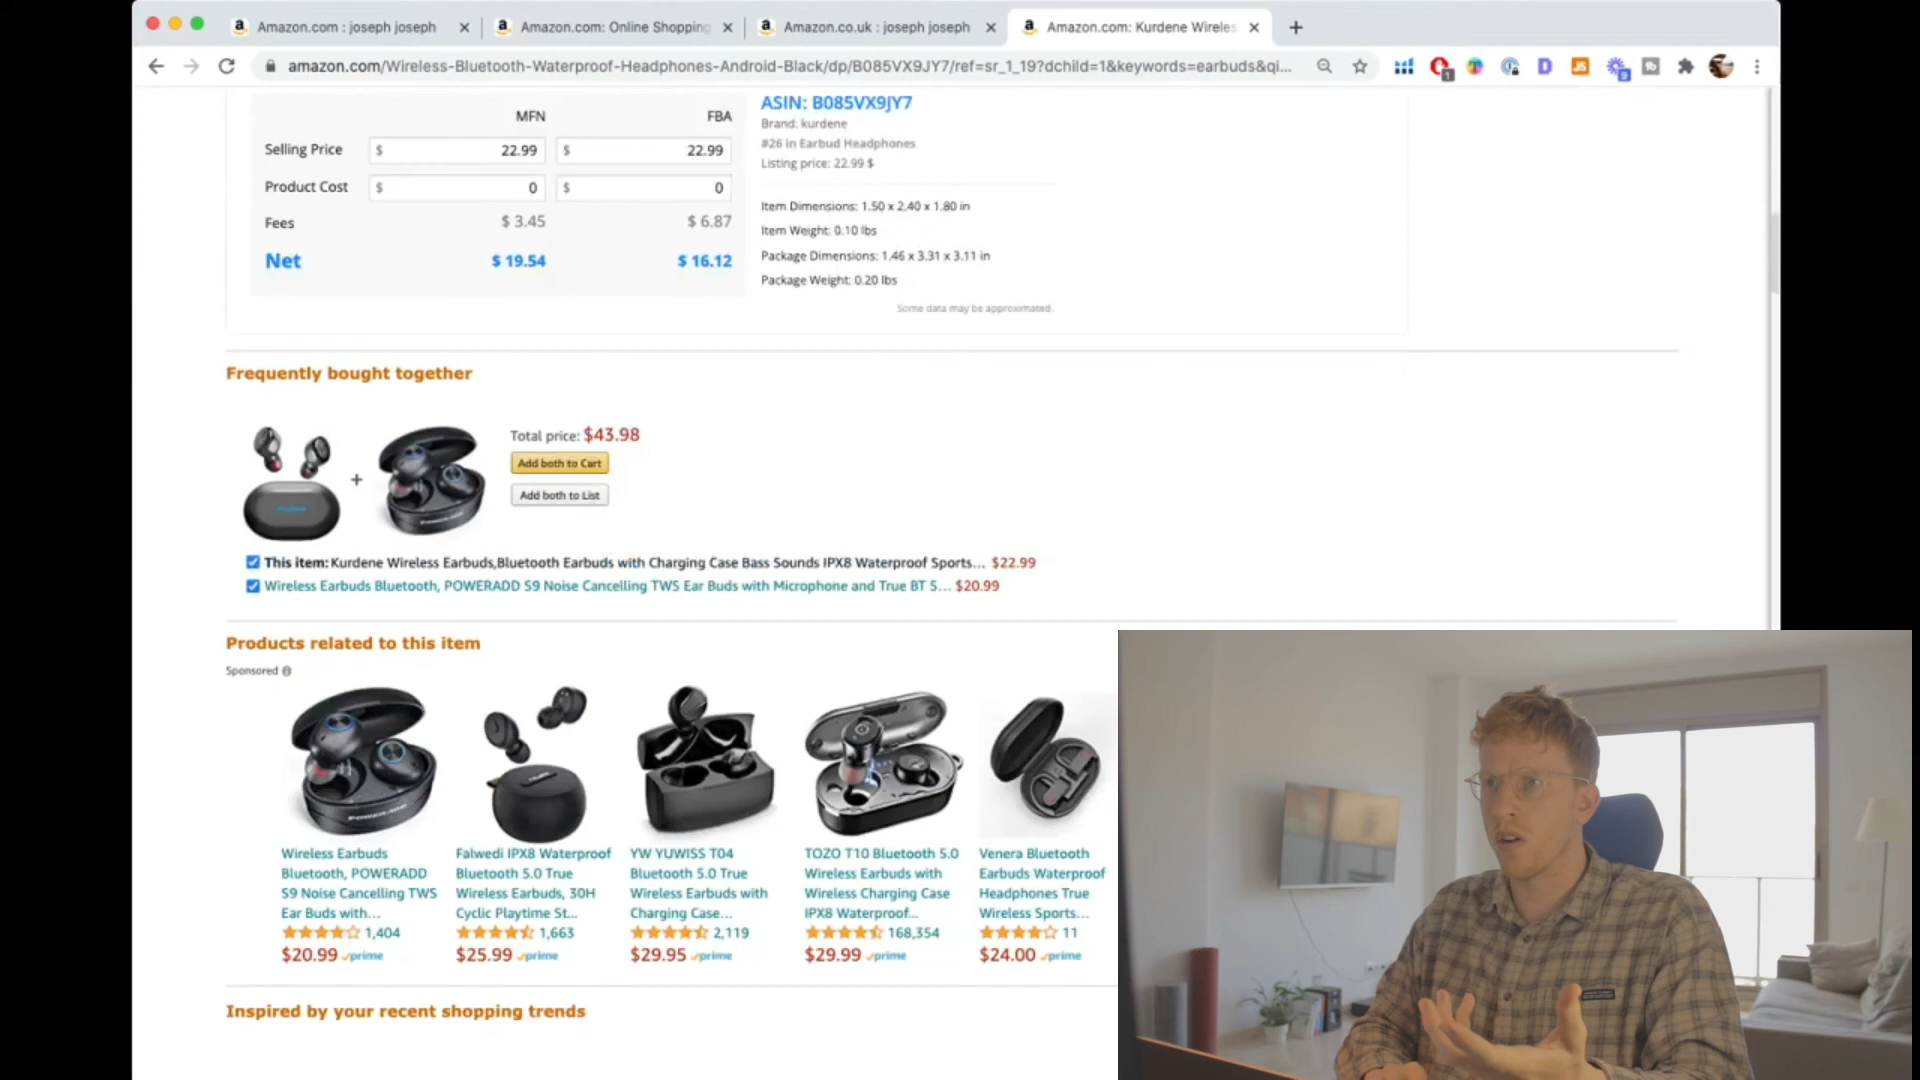 Amazon.com : joseph joseph
Amazon.com: Online Shopping
Amazon.co.uk : joseph joseph
Amazon.com: Kurdene Wireles
amazon.com/Wireless-Bluetooth-Waterproof-Headphones-Android-Black/dp/B085VX9JY7/ref=sr_1_19?dchild=1&keywords=earbuds&qi...
MFN FBA
Selling Price $ 22.99 $ 22.99
Product Cost $ 0 $ 0
Fees $ 3.45 $ 6.87
Net $ 19.54 $ 16.12
ASIN: B085VX9JY7
Brand: kurdene
#26 in Earbud Headphones
Listing price: 22.99 $
Item Dimensions: 1.50 x 2.40 x 1.80 in
Item Weight: 0.10 lbs
Package Dimensions: 1.46 x 3.31 x 3.11 in
Package Weight: 0.20 lbs
Some data may be approximated.
Frequently bought together
Total price: $43.98
Add both to Cart
Add both to List
This item: Kurdene Wireless Earbuds,Bluetooth Earbuds with Charging Case Bass Sounds IPX8 Waterproof Sports... $22.99
Wireless Earbuds Bluetooth, POWERADD S9 Noise Cancelling TWS Ear Buds with Microphone and True BT 5... $20.99
Products related to this item
Sponsored
Wireless Earbuds
Bluetooth, POWERADD
S9 Noise Cancelling TWS
Ear Buds with...
1,404
$20.99 prime
Falwedi IPX8 Waterproof
Bluetooth 5.0 True
Wireless Earbuds, 30H
Cyclic Playtime St...
1,663
$25.99 prime
YW YUWISS T04
Bluetooth 5.0 True
Wireless Earbuds with
Charging Case...
2,119
$29.95 prime
TOZO T10 Bluetooth 5.0
Wireless Earbuds with
Wireless Charging Case
IPX8 Waterproof...
168,354
$29.99 prime
Venera Bluetooth
Earbuds Waterproof
Headphones True
Wireless Sports...
11
$24.00 prime
Inspired by your recent shopping trends